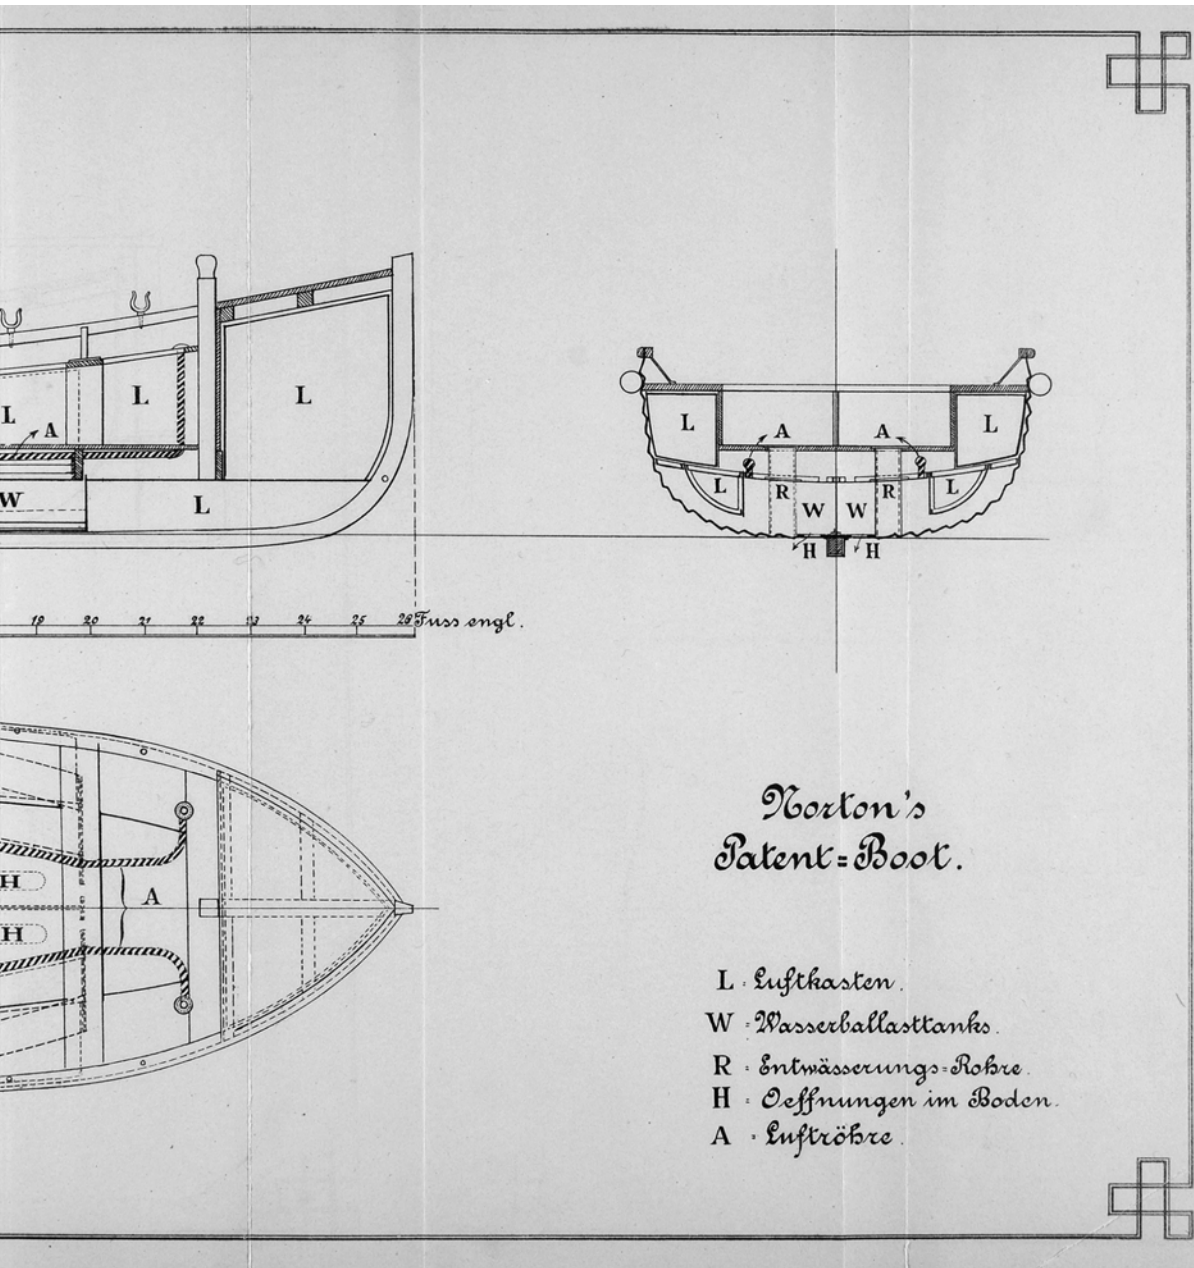 L
L
L
A
W
L
L
A
A
L
L
R
W
W
R
L
H
H
19 20 21 22 23 24 25 26 Fuss engl.
H
A
H
Norton's
Patent=Boot.
L = Luftkasten.
W = Wasserballasttanks.
R = Entwässerungs=Rohre.
H = Oeffnungen im Boden.
A = Luftröhre.